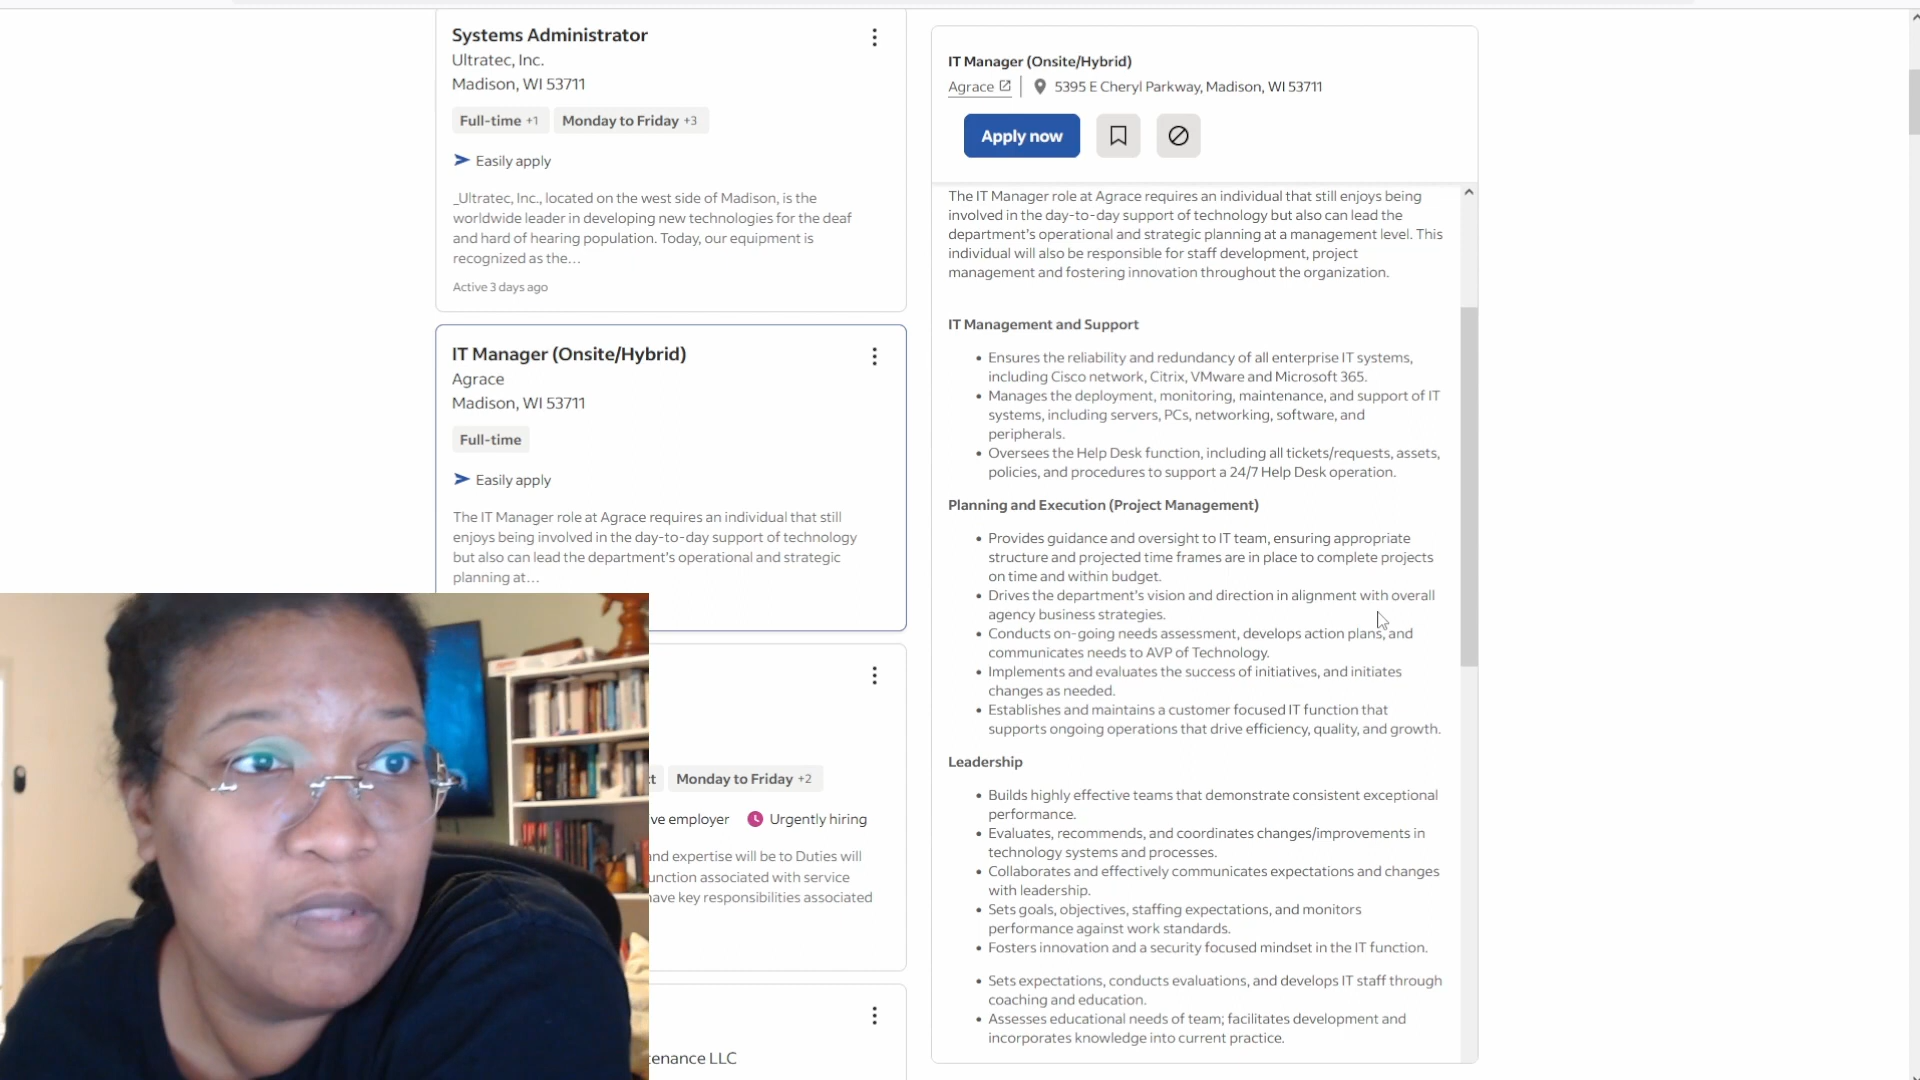 Systems Administrator
Ultratec, Inc.
Madison, WI 53711
Full-time +1
Monday to Friday +3
Easily apply
_Ultratec, Inc., located on the west side of Madison, is the
worldwide leader in developing new technologies for the deaf
and hard of hearing population. Today, our equipment is
recognized as the…
Active 3 days ago
IT Manager (Onsite/Hybrid)
Agrace
Madison, WI 53711
Full-time
Easily apply
The IT Manager role at Agrace requires an individual that still
enjoys being involved in the day-to-day support of technology
but also can lead the department's operational and strategic
planning at…
Monday to Friday +2
employer
Urgently hiring
and expertise will be to Duties will
function associated with service
have key responsibilities associated
LLC
IT Manager (Onsite/Hybrid)
Agrace
5395 E Cheryl Parkway, Madison, WI 53711
Apply now
The IT Manager role at Agrace requires an individual that still enjoys being
involved in the day-to-day support of technology but also can lead the
department's operational and strategic planning at a management level. This
individual will also be responsible for staff development, project
management and fostering innovation throughout the organization.
IT Management and Support
• Ensures the reliability and redundancy of all enterprise IT systems,
including Cisco network, Citrix, VMware and Microsoft 365.
• Manages the deployment, monitoring, maintenance, and support of IT
systems, including servers, PCs, networking, software, and
peripherals.
• Oversees the Help Desk function, including all tickets/requests, assets,
policies, and procedures to support a 24/7 Help Desk operation.
Planning and Execution (Project Management)
• Provides guidance and oversight to IT team, ensuring appropriate
structure and projected time frames are in place to complete projects
on time and within budget.
• Drives the department's vision and direction in alignment with overall
agency business strategies.
• Conducts on-going needs assessment, develops action plans, and
communicates needs to AVP of Technology.
• Implements and evaluates the success of initiatives, and initiates
changes as needed.
• Establishes and maintains a customer focused IT function that
supports ongoing operations that drive efficiency, quality, and growth.
Leadership
• Builds highly effective teams that demonstrate consistent exceptional
performance.
• Evaluates, recommends, and coordinates changes/improvements in
technology systems and processes.
• Collaborates and effectively communicates expectations and changes
with leadership.
• Sets goals, objectives, staffing expectations, and monitors
performance against work standards.
• Fosters innovation and a security focused mindset in the IT function.
• Sets expectations, conducts evaluations, and develops IT staff through
coaching and education.
• Assesses educational needs of team; facilitates development and
incorporates knowledge into current practice.